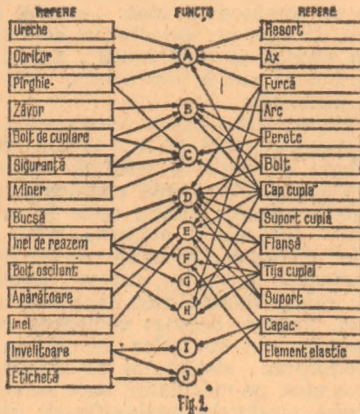 REPERE FUNCȚII REPERE
Ureche A Resort
Opritor Ax
Pîrghie Furcă
Zăvor B Arc
Bolț de cuplare Perete
Siguranță C Bolț
Mîner Cap cuplă
Bucșă D Suport cuplă
Inel de reazem E Flanșă
Bolț oscilant F Tija cuplei
Apărătoare G Suport
Inel H Capac
Învelitoare I Element elastic
Etichetă J
Fig. 1.